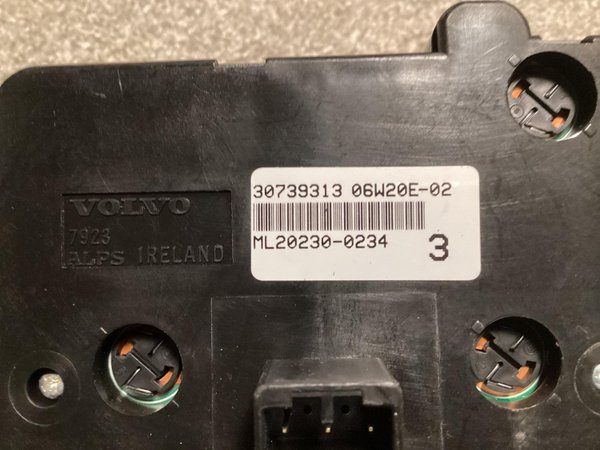 VOLVO
7923
ALPS IRELAND
30739313 06W20E-02
ML20230-0234
3